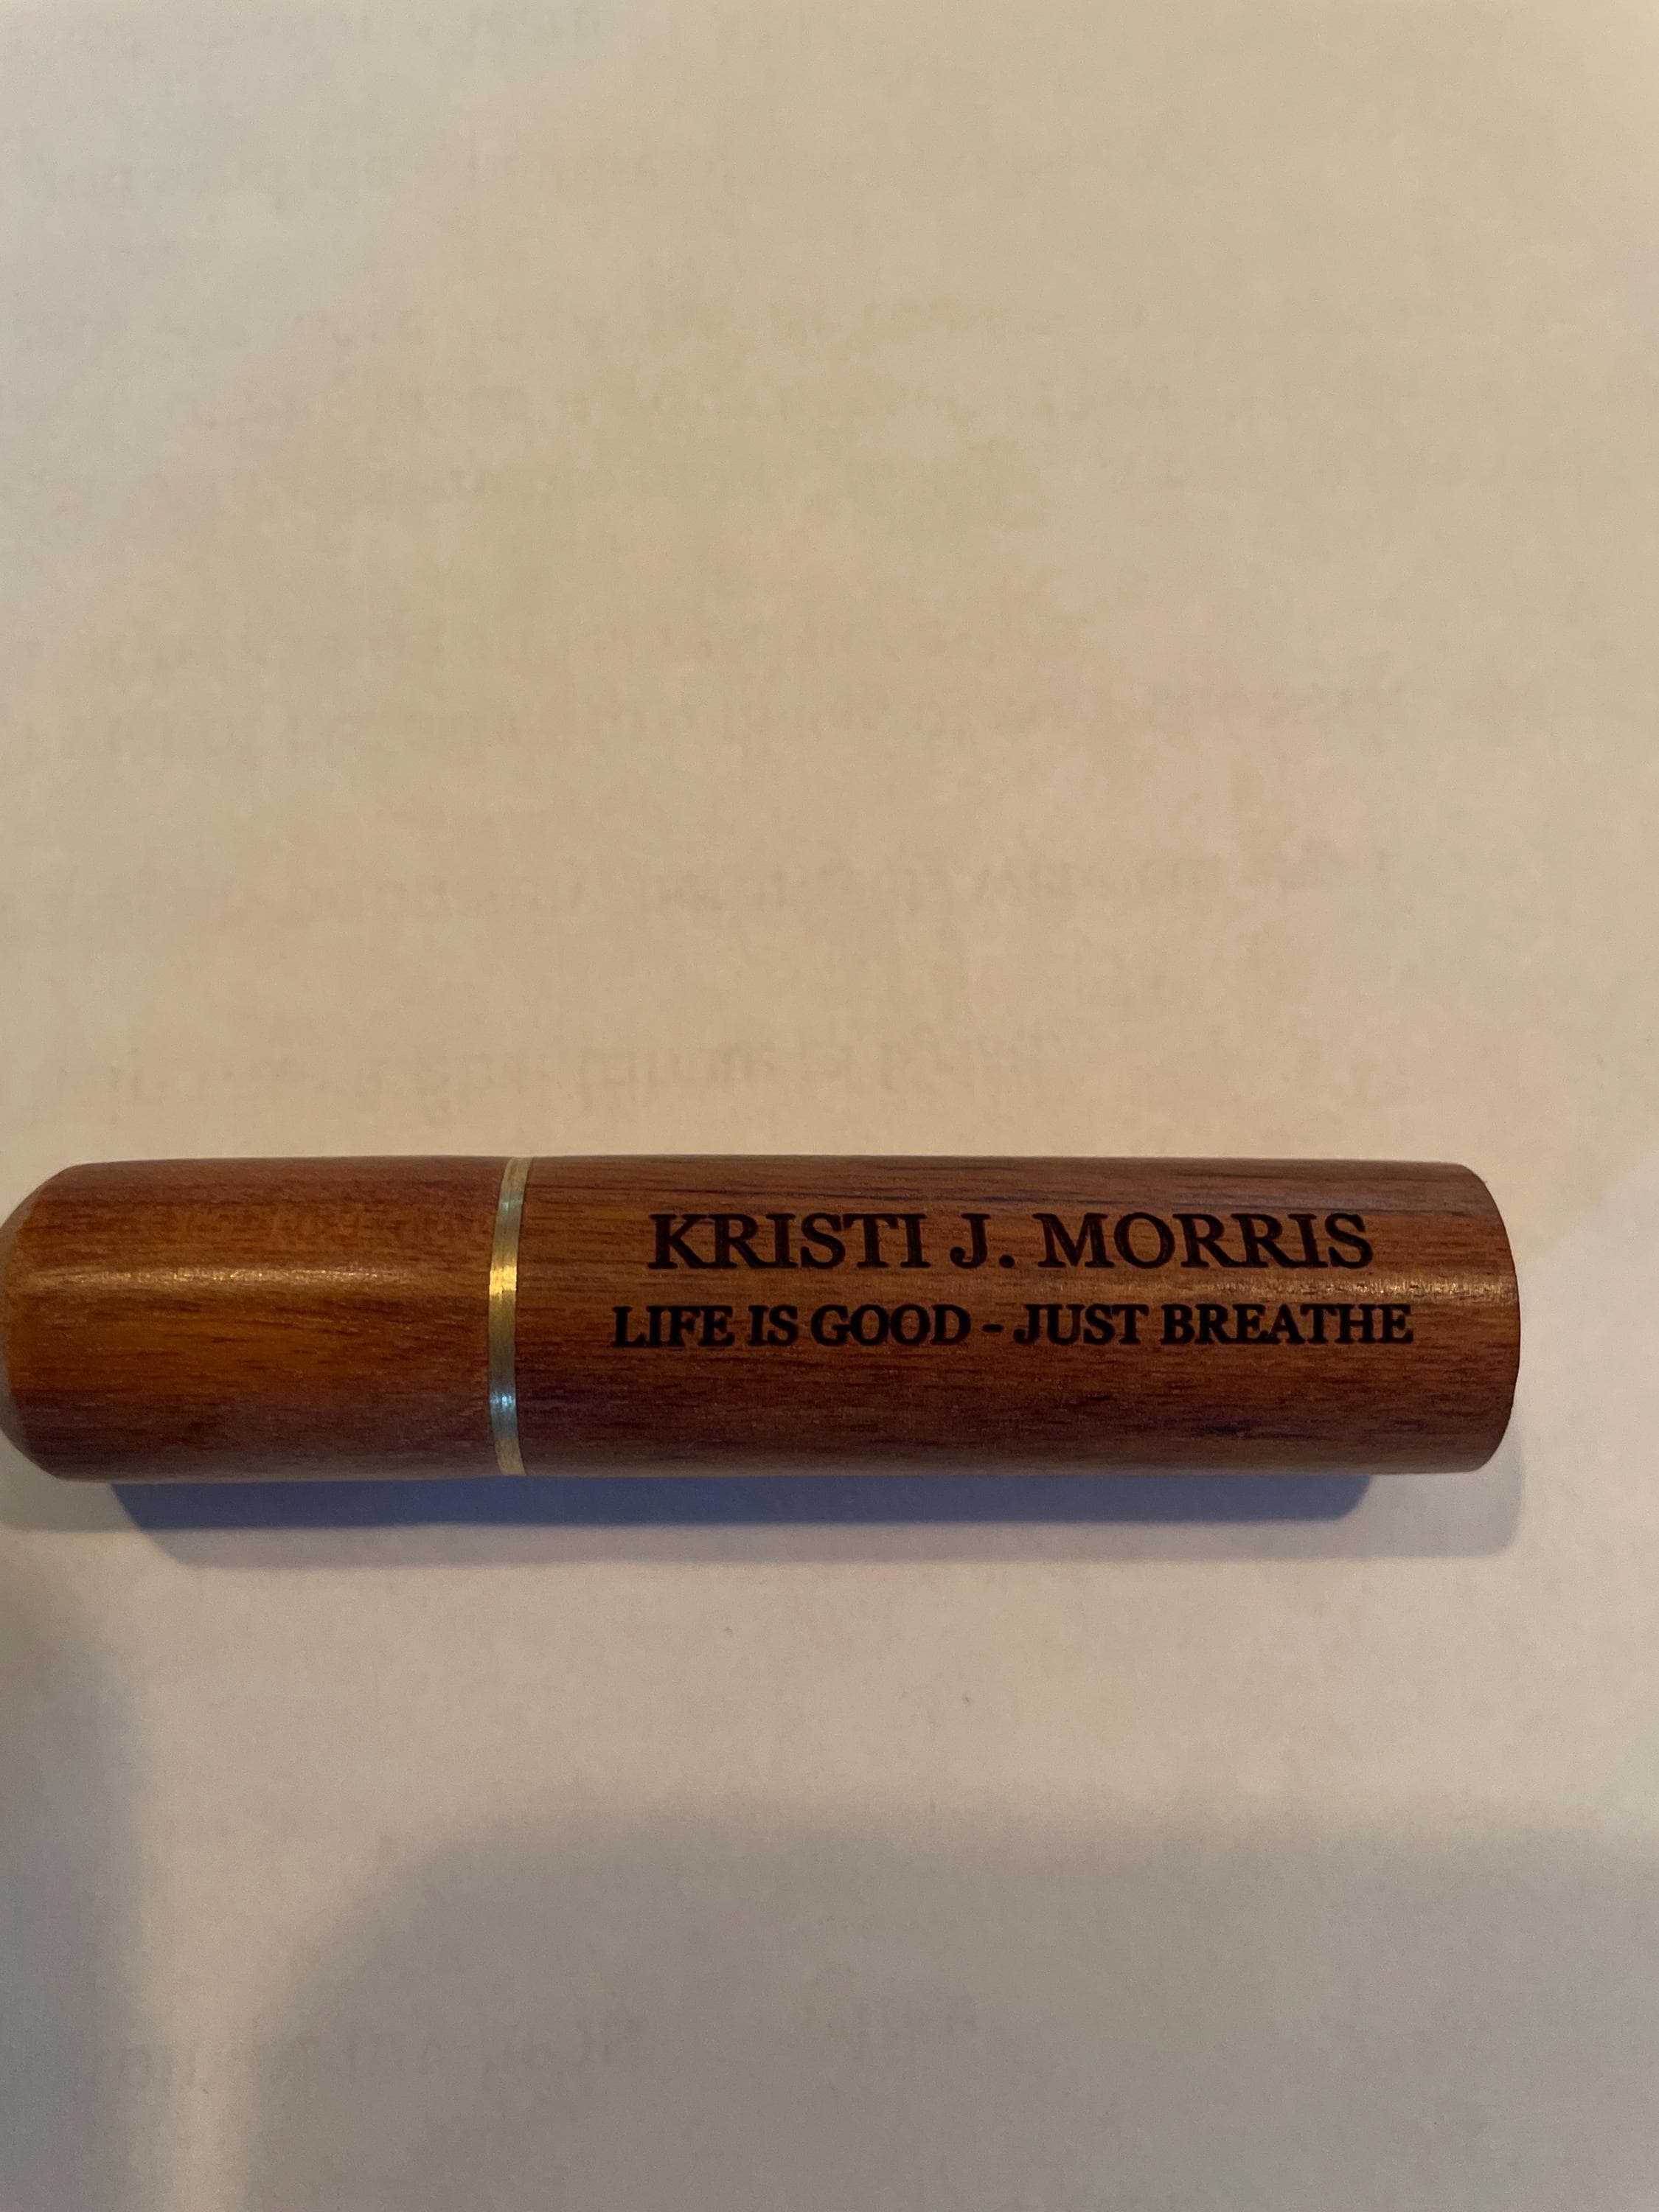 KRISTI J. MORRIS
LIFE IS GOOD - JUST BREATHE